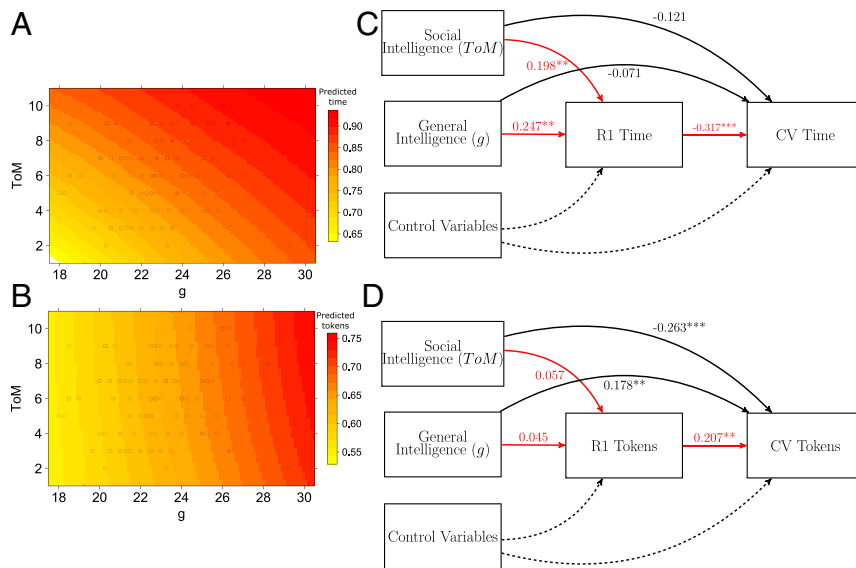 A
Predicted
time
10
8
6
4
2
ToM
18
20
22
24
26
28
30
g
0.90
0.85
0.80
0.75
0.70
0.65
B
Predicted
tokens
10
8
6
4
2
ToM
18
20
22
24
26
28
30
g
0.75
0.70
0.65
0.60
0.55
C
Social
Intelligence (ToM)
General
Intelligence (g)
Control Variables
R1 Time
CV Time
-0.121
0.198**
-0.071
0.247**
-0.317***
D
Social
Intelligence (ToM)
General
Intelligence (g)
Control Variables
R1 Tokens
CV Tokens
-0.263***
0.057
0.178**
0.045
0.207**